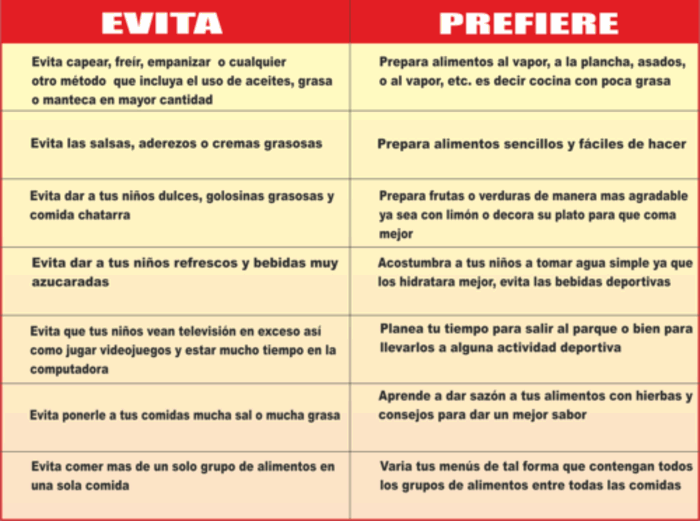 EVITA
PREFIERE
Evita capear, freír, empanizar o cualquier
otro método que incluya el uso de aceites, grasa
o manteca en mayor cantidad
Prepara alimentos al vapor, a la plancha, asados,
o al vapor, etc. es decir cocina con poca grasa
Evita las salsas, aderezos o cremas grasosas
Prepara alimentos sencillos y fáciles de hacer
Evita dar a tus niños dulces, golosinas grasosas y
comida chatarra
Prepara frutas o verduras de manera mas agradable
ya sea con limón o decora su plato para que coma
mejor
Evita dar a tus niños refrescos y bebidas muy
azucaradas
Acostumbra a tus niños a tomar agua simple ya que
los hidratara mejor, evita las bebidas deportivas
Evita que tus niños vean televisión en exceso así
como jugar videojuegos y estar mucho tiempo en la
computadora
Planea tu tiempo para salir al parque o bien para
llevarlos a alguna actividad deportiva
Evita ponerle a tus comidas mucha sal o mucha grasa
Aprende a dar sazón a tus alimentos con hierbas y
consejos para dar un mejor sabor
Evita comer mas de un solo grupo de alimentos en
una sola comida
Varia tus menús de tal forma que contengan todos
los grupos de alimentos entre todas las comidas